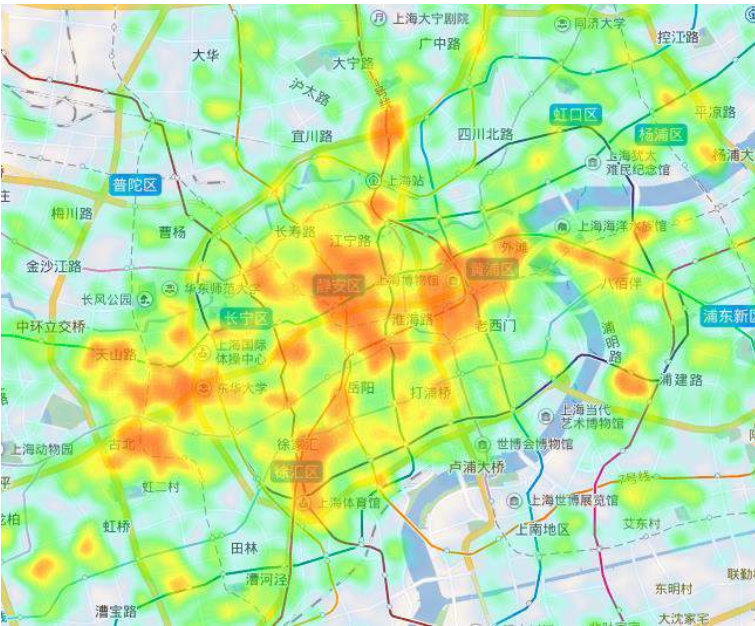 上海大宁剧院
同济大学
广中路
控江路
大华
大宁路
沪太路
平凉路
虹口区
宜川路
四川北路
杨浦区
杨浦大
上海犹太
难民纪念馆
上海站
普陀区
梅川路
长寿路
江宁路
上海海洋水族馆
曹杨
外滩
金沙江路
黄浦区
上海博物馆
静安区
八佰伴
华东师范大学
长风公园
长宁区
淮海路
老西门
浦东新区
中环立交桥
浦明路
上海国际
体操中心
天山路
东华大学
岳阳
打浦桥
浦建路
上海当代
艺术博物馆
古北
徐家汇
世博会博物馆
上海动物园
徐汇区
卢浦大桥
7号线
虹二村
上海体育馆
上海世博展览馆
虹桥
上南地区
艾东村
田林
漕河泾
联勤
东明村
漕宝路
大沈家宅